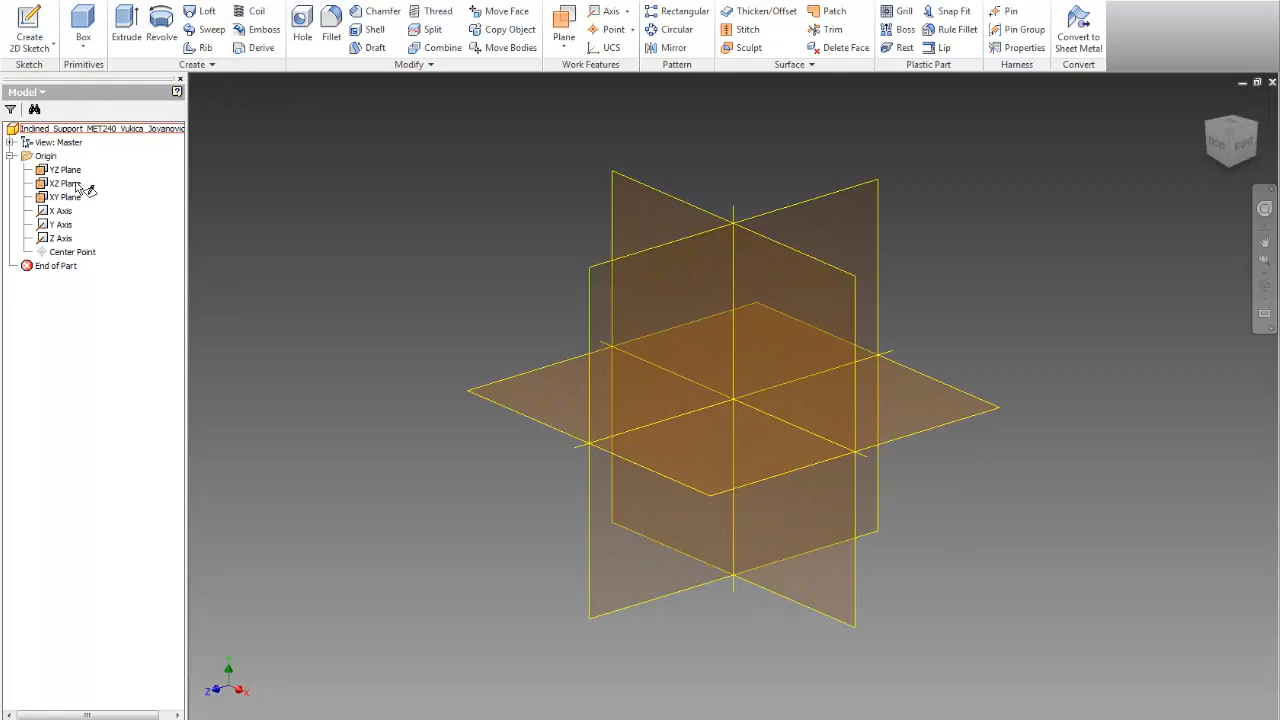 Create
2D Sketch
Sketch
Box
Primitives
Extrude
Revolve
Loft
Coil
Sweep
Emboss
Rib
Derive
Create
Hole
Fillet
Chamfer
Thread
Move Face
Shell
Split
Copy Object
Draft
Combine
Move Bodies
Modify
Plane
Axis
Point
UCS
Work Features
Rectangular
Circular
Mirror
Pattern
Thicken/Offset
Patch
Stitch
Trim
Sculpt
Delete Face
Surface
Grill
Snap Fit
Boss
Rule Fillet
Rest
Lip
Plastic Part
Pin
Pin Group
Properties
Harness
Convert to
Sheet Metal
Convert
Model
Inclined_Support_MET240_Vukica_Jovanovic
View: Master
Origin
YZ Plane
XZ Plane
XY Plane
X Axis
Y Axis
Z Axis
Center Point
End of Part
Y
Z
X